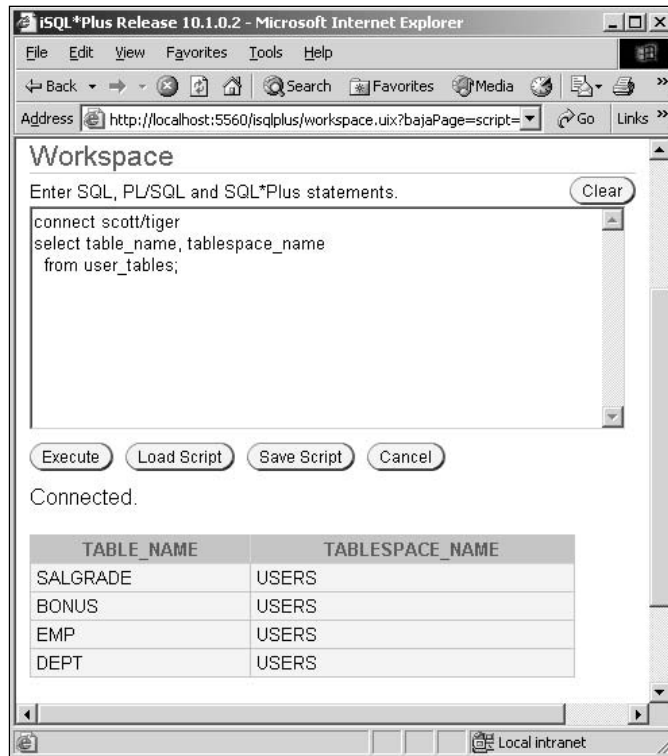 iSQL*Plus Release 10.1.0.2 - Microsoft Internet Explorer
File Edit View Favorites Tools Help
Back Search Favorites Media »
Address http://localhost:5560/isqlplus/workspace.uix?bajaPage=script= Go Links »
Workspace
Enter SQL, PL/SQL and SQL*Plus statements. Clear
connect scott/tiger
select table_name, tablespace_name
from user_tables;
Execute Load Script Save Script Cancel
Connected.
TABLE_NAME TABLESPACE_NAME
SALGRADE USERS
BONUS USERS
EMP USERS
DEPT USERS
Local intranet